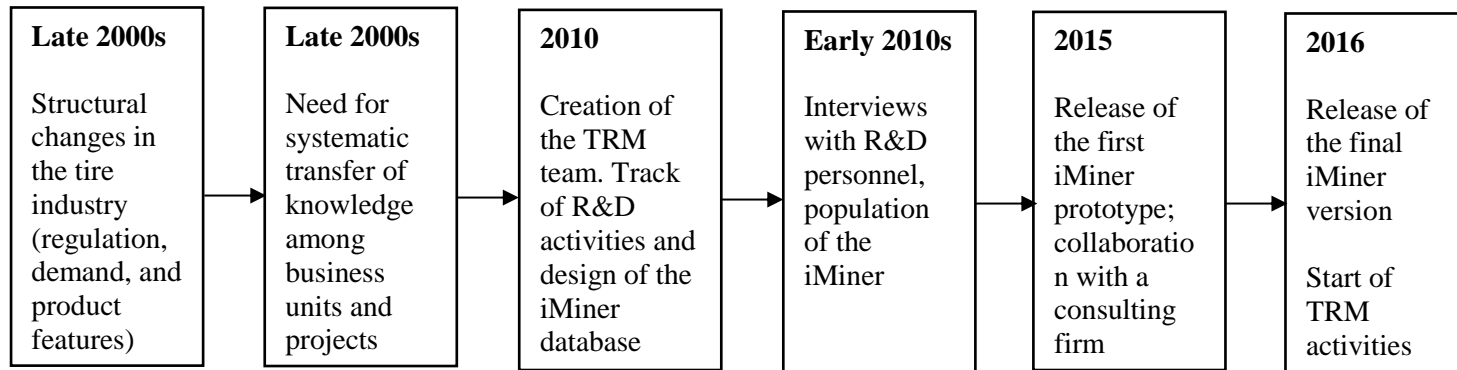 Late 2000s
Structural
changes in
the tire
industry
(regulation,
demand, and
product
features)
Late 2000s
Need for
systematic
transfer of
knowledge
among
business
units and
projects
2010
Creation of
the TRM
team. Track
of R&D
activities and
design of the
iMiner
database
Early 2010s
Interviews
with R&D
personnel,
population
of the
iMiner
2015
Release of
the first
iMiner
prototype;
collaboratio
n with a
consulting
firm
2016
Release of
the final
iMiner
version
Start of
TRM
activities